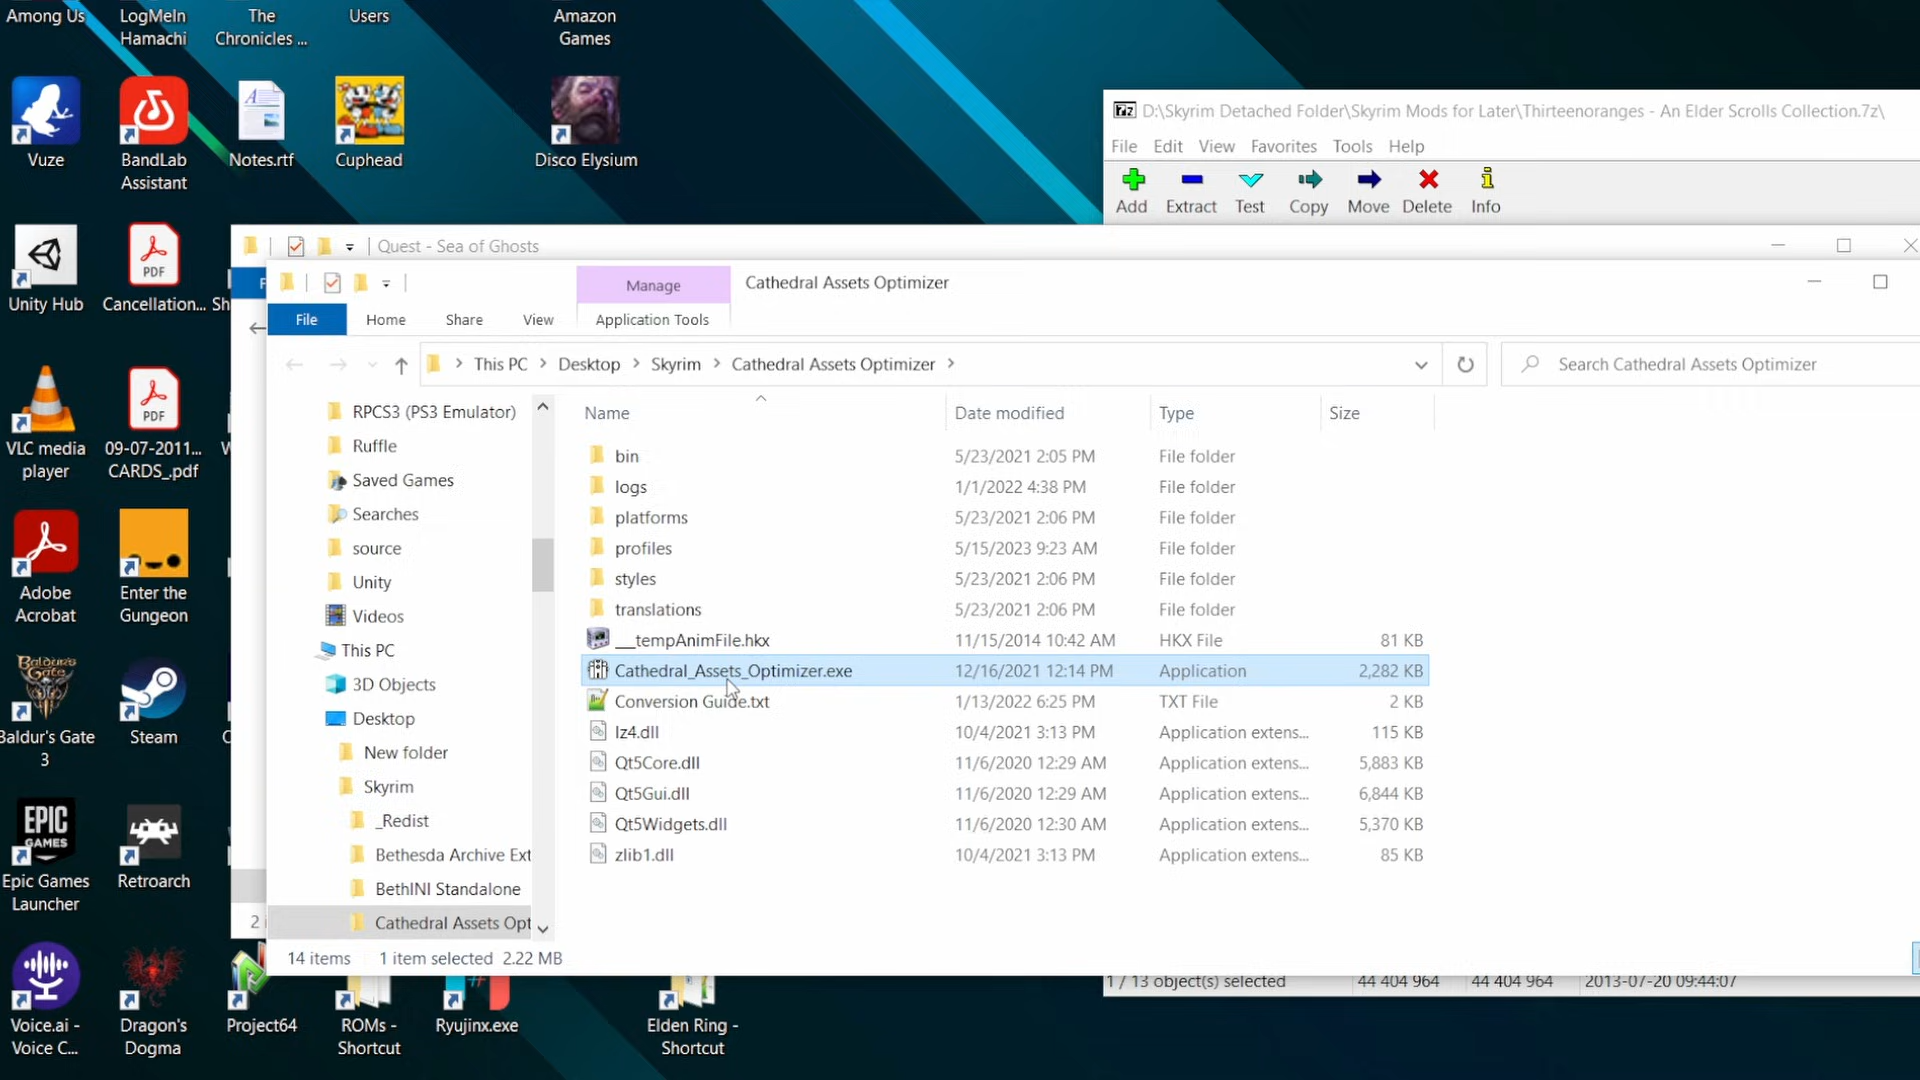 Among Us
LogMeIn
Hamachi
The
Chronicles ...
Users
Amazon
Games
Vuze
BandLab
Assistant
Notes.rtf
Cuphead
Disco Elysium
Unity Hub
PDF
Cancellation...
Sh
VLC media
player
PDF
09-07-2011...
CARDS_.pdf
Adobe
Acrobat
Enter the
Gungeon
Baldur's Gate
3
Steam
EPIC
GAMES
Epic Games
Launcher
Retroarch
Voice.ai -
Voice C...
Dragon's
Dogma
Project64
ROMs -
Shortcut
Ryujinx.exe
Elden Ring -
Shortcut
7z D:\Skyrim Detached Folder\Skyrim Mods for Later\Thirteenoranges - An Elder Scrolls Collection.7z\
File Edit View Favorites Tools Help
Add Extract Test Copy Move Delete Info
1 / 13 object(s) selected 44 404 964 44 404 964 2013-07-20 09:44:07
Quest - Sea of Ghosts
Manage Cathedral Assets Optimizer
File Home Share View Application Tools
This PC Desktop Skyrim Cathedral Assets Optimizer
Search Cathedral Assets Optimizer
RPCS3 (PS3 Emulator)
Ruffle
Saved Games
Searches
source
Unity
Videos
This PC
3D Objects
Desktop
New folder
Skyrim
_Redist
Bethesda Archive Ext
BethINI Standalone
Cathedral Assets Opt
Name Date modified Type Size
bin 5/23/2021 2:05 PM File folder
logs 1/1/2022 4:38 PM File folder
platforms 5/23/2021 2:06 PM File folder
profiles 5/15/2023 9:23 AM File folder
styles 5/23/2021 2:06 PM File folder
translations 5/23/2021 2:06 PM File folder
__tempAnimFile.hkx 11/15/2014 10:42 AM HKX File 81 KB
Cathedral_Assets_Optimizer.exe 12/16/2021 12:14 PM Application 2,282 KB
Conversion Guide.txt 1/13/2022 6:25 PM TXT File 2 KB
lz4.dll 10/4/2021 3:13 PM Application extens... 115 KB
Qt5Core.dll 11/6/2020 12:29 AM Application extens... 5,883 KB
Qt5Gui.dll 11/6/2020 12:29 AM Application extens... 6,844 KB
Qt5Widgets.dll 11/6/2020 12:30 AM Application extens... 5,370 KB
zlib1.dll 10/4/2021 3:13 PM Application extens... 85 KB
14 items 1 item selected 2.22 MB